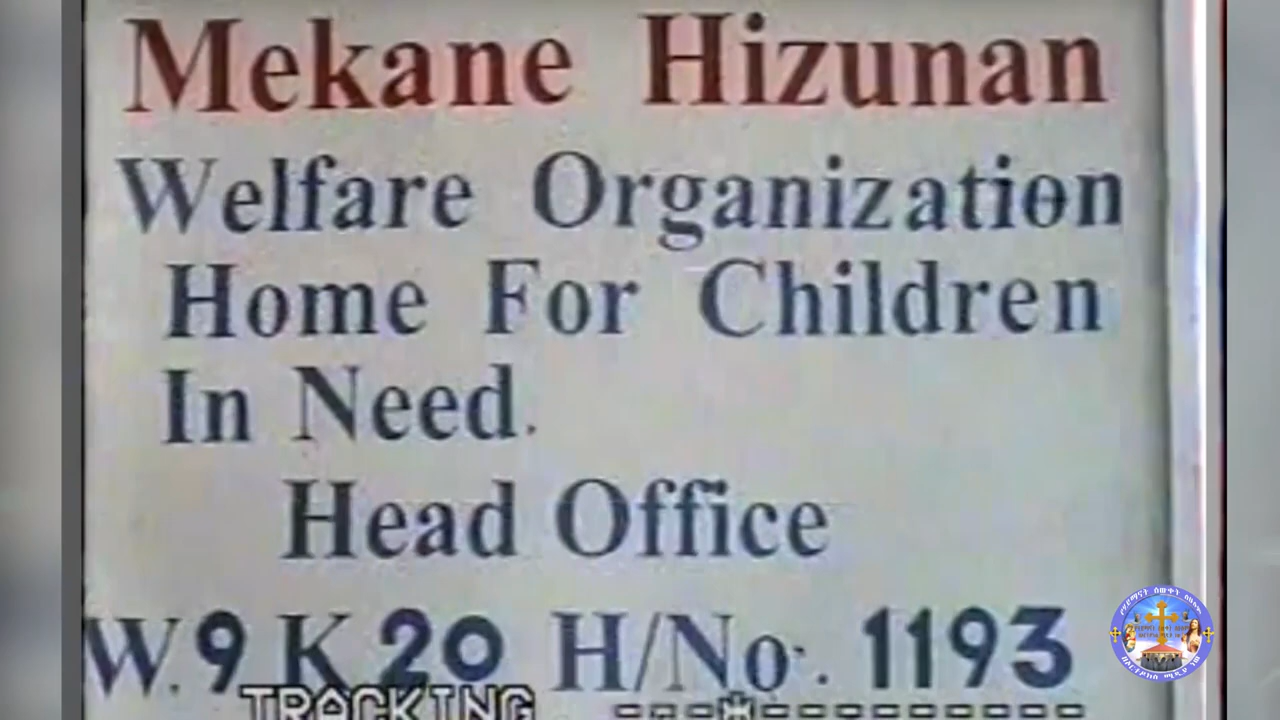 Mekane Hizunan
Welfare Organization
Home For Children
In Need.
Head Office
W.9 K 20 H/No. 1193
TRACKING